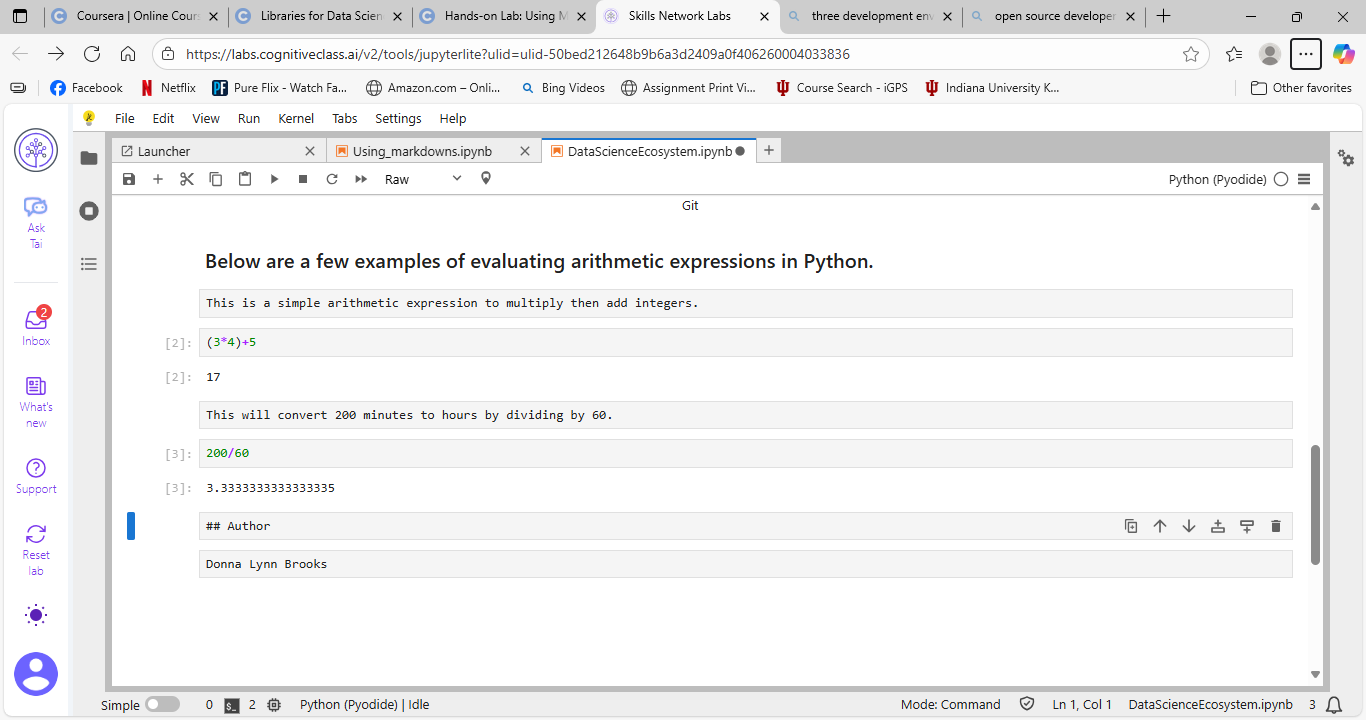 Coursera | Online Cours
Libraries for Data Scien
Hands-on Lab: Using M
Skills Network Labs
three development env
open source developer
https://labs.cognitiveclass.ai/v2/tools/jupyterlite?ulid=ulid-50bed212648b9b6a3d2409a0f406260004033836
Facebook
Netflix
Pure Flix - Watch Fa...
Amazon.com – Onli...
Bing Videos
Assignment Print Vi...
Course Search - iGPS
Indiana University K...
Other favorites
File Edit View Run Kernel Tabs Settings Help
Launcher
Using_markdowns.ipynb
DataScienceEcosystem.ipynb
Raw
Python (Pyodide)
Ask
Tai
2
Inbox
What's
new
Support
Reset
lab
Git
Below are a few examples of evaluating arithmetic expressions in Python.
This is a simple arithmetic expression to multiply then add integers.
[2]: (3*4)+5
[2]: 17
This will convert 200 minutes to hours by dividing by 60.
[3]: 200/60
[3]: 3.3333333333333335
## Author
Donna Lynn Brooks
Simple 0 2 Python (Pyodide) | Idle Mode: Command Ln 1, Col 1 DataScienceEcosystem.ipynb 3